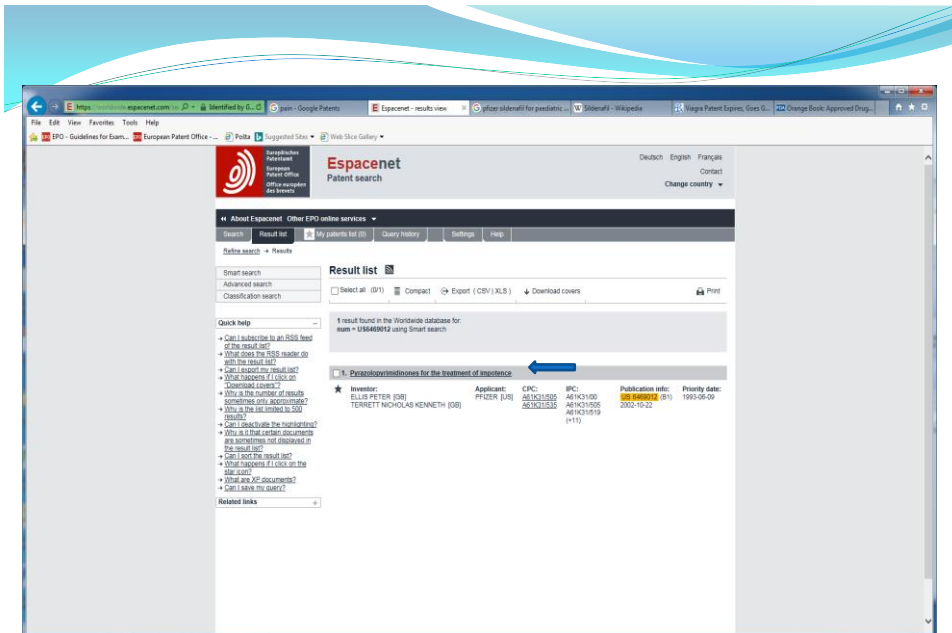 https://worldwide.espacenet.com
Identified by G...
pain - Google Patents
Espacenet - results view
pfizer sildenafil for paediatric ...
Sildenafil - Wikipedia
Viagra Patent Expires, Goes G...
Orange Book: Approved Drug...
File Edit View Favorites Tools Help
EPO - Guidelines for Exam...
European Patent Office - ...
Pošta
Suggested Sites
Web Slice Gallery
Europäisches
Patentamt
European
Patent Office
Office européen
des brevets
Espacenet
Patent search
Deutsch English Français
Contact
Change country
About Espacenet Other EPO online services
Search Result list My patents list (0) Query history Settings Help
Refine search → Results
Smart search
Advanced search
Classification search
Quick help
Can I subscribe to an RSS feed
of the result list?
What does the RSS reader do
with the result list?
Can I export my result list?
What happens if I click on
"Download covers"?
Why is the number of results
sometimes only approximate?
Why is the list limited to 500
results?
Can I deactivate the highlighting?
Why is it that certain documents
are sometimes not displayed in
the result list?
Can I sort the result list?
What happens if I click on the
star icon?
What are XP documents?
Can I save my query?
Related links
Result list
Select all (0/1) Compact Export ( CSV | XLS ) Download covers Print
1 result found in the Worldwide database for:
num = US6469012 using Smart search
1. Pyrazolopyrimidinones for the treatment of impotence
Inventor:
ELLIS PETER [GB]
TERRETT NICHOLAS KENNETH [GB]
Applicant:
PFIZER [US]
CPC:
A61K31/505
A61K31/535
IPC:
A61K31/00
A61K31/505
A61K31/519
(+11)
Publication info:
US 6469012 (B1)
2002-10-22
Priority date:
1993-06-09